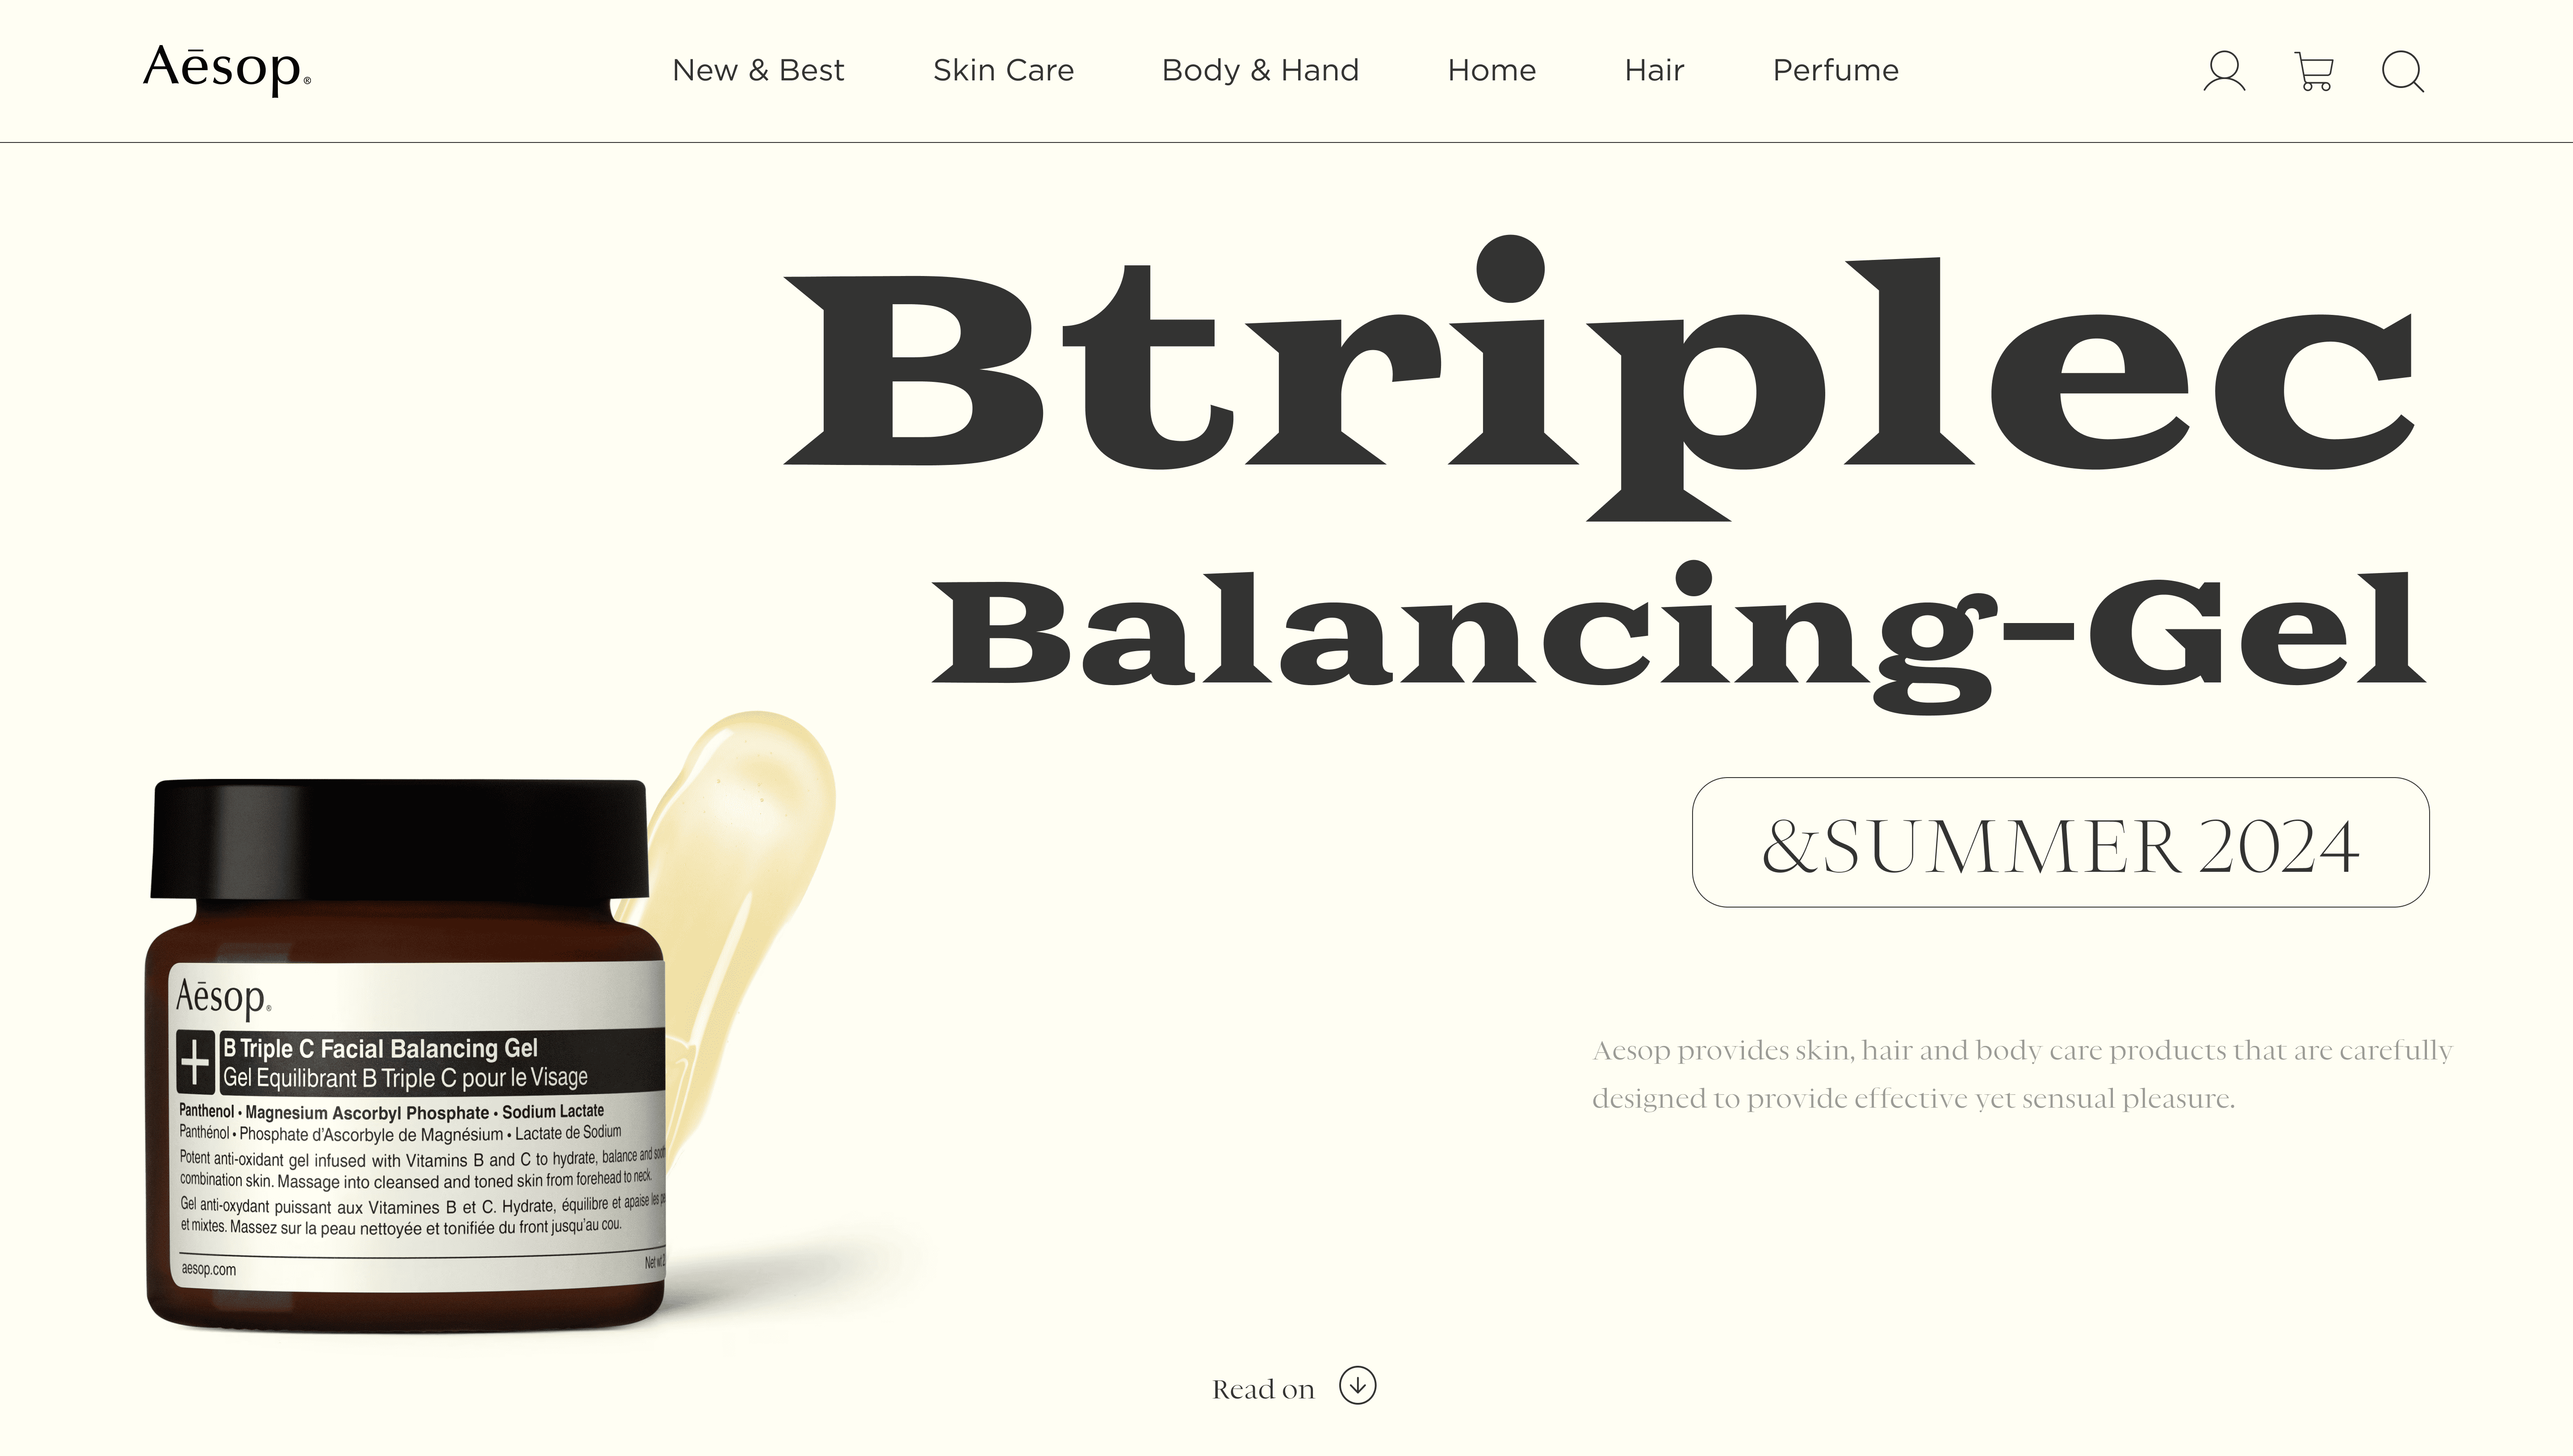 Aēsop®
New & Best Skin Care Body & Hand Home Hair Perfume
Btriplec
Balancing-Gel
&SUMMER 2024
Aesop provides skin, hair and body care products that are carefully
designed to provide effective yet sensual pleasure.
Aēsop®
B Triple C Facial Balancing Gel
Gel Equilibrant B Triple C pour le Visage
Panthenol • Magnesium Ascorbyl Phosphate • Sodium Lactate
Panthénol • Phosphate d'Ascorbyle de Magnésium • Lactate de Sodium
Potent anti-oxidant gel infused with Vitamins B and C to hydrate, balance and
combination skin. Massage into cleansed and toned skin from forehead to neck.
Gel anti-oxydant puissant aux Vitamines B et C. Hydrate, équilibre et apaise les
et mixtes. Massez sur la peau nettoyée et tonifiée du front jusqu'au cou.
aesop.com Net wt
Read on